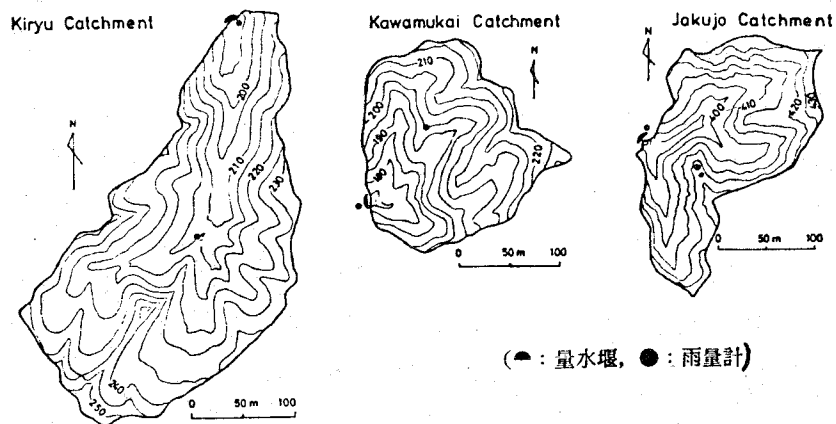 Kiryu Catchment
N
200
210
220
230
240
250
0 50 m 100
Kawamukai Catchment
N
210
200
190
180
220
0 50 m 100
Jakujo Catchment
N
400
410
420
430
0 50 m 100
(◓ : 量水堰, ● : 雨量計)